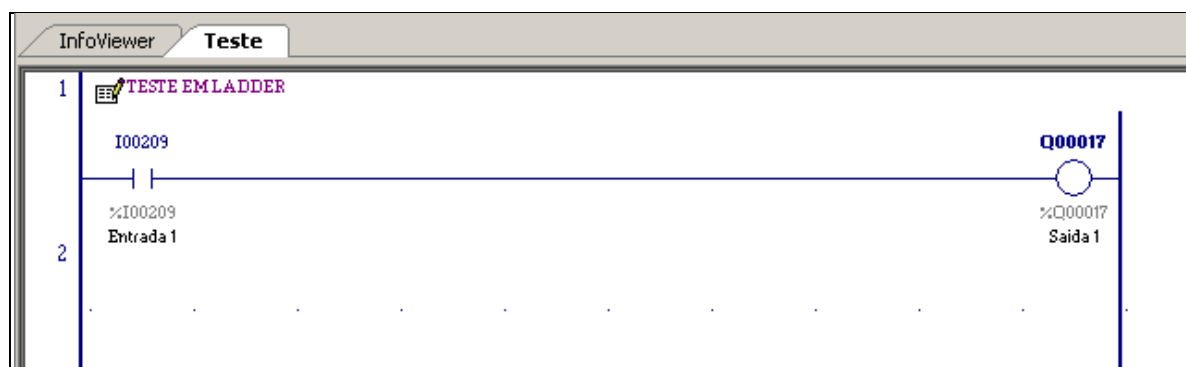 InfoViewer Teste
1 TESTE EM LADDER
I00209 Q00017
%I00209 %Q00017
Entrada 1 Saida 1
2